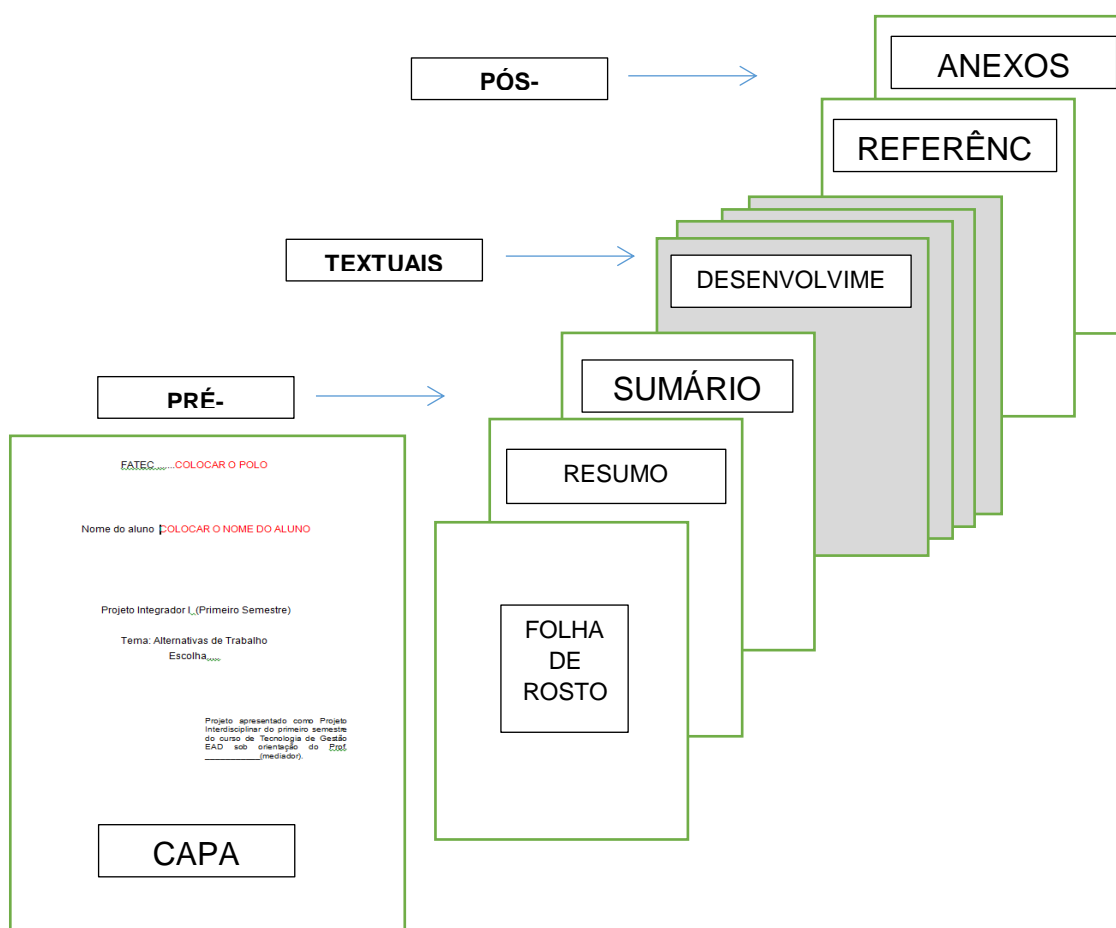 ANEXOS
PÓS-
REFERÊNC
TEXTUAIS
DESENVOLVIME
SUMÁRIO
PRÉ-
RESUMO
FATEC .......COLOCAR O POLO
Nome do aluno COLOCAR O NOME DO ALUNO
Projeto Integrador I (Primeiro Semestre)
Tema: Alternativas de Trabalho
Escolha.....
Projeto apresentado como Projeto
Interdisciplinar do primeiro semestre
do curso de Tecnologia de Gestão
EAD sob orientação do Prof.
____________(mediador).
FOLHA
DE
ROSTO
CAPA